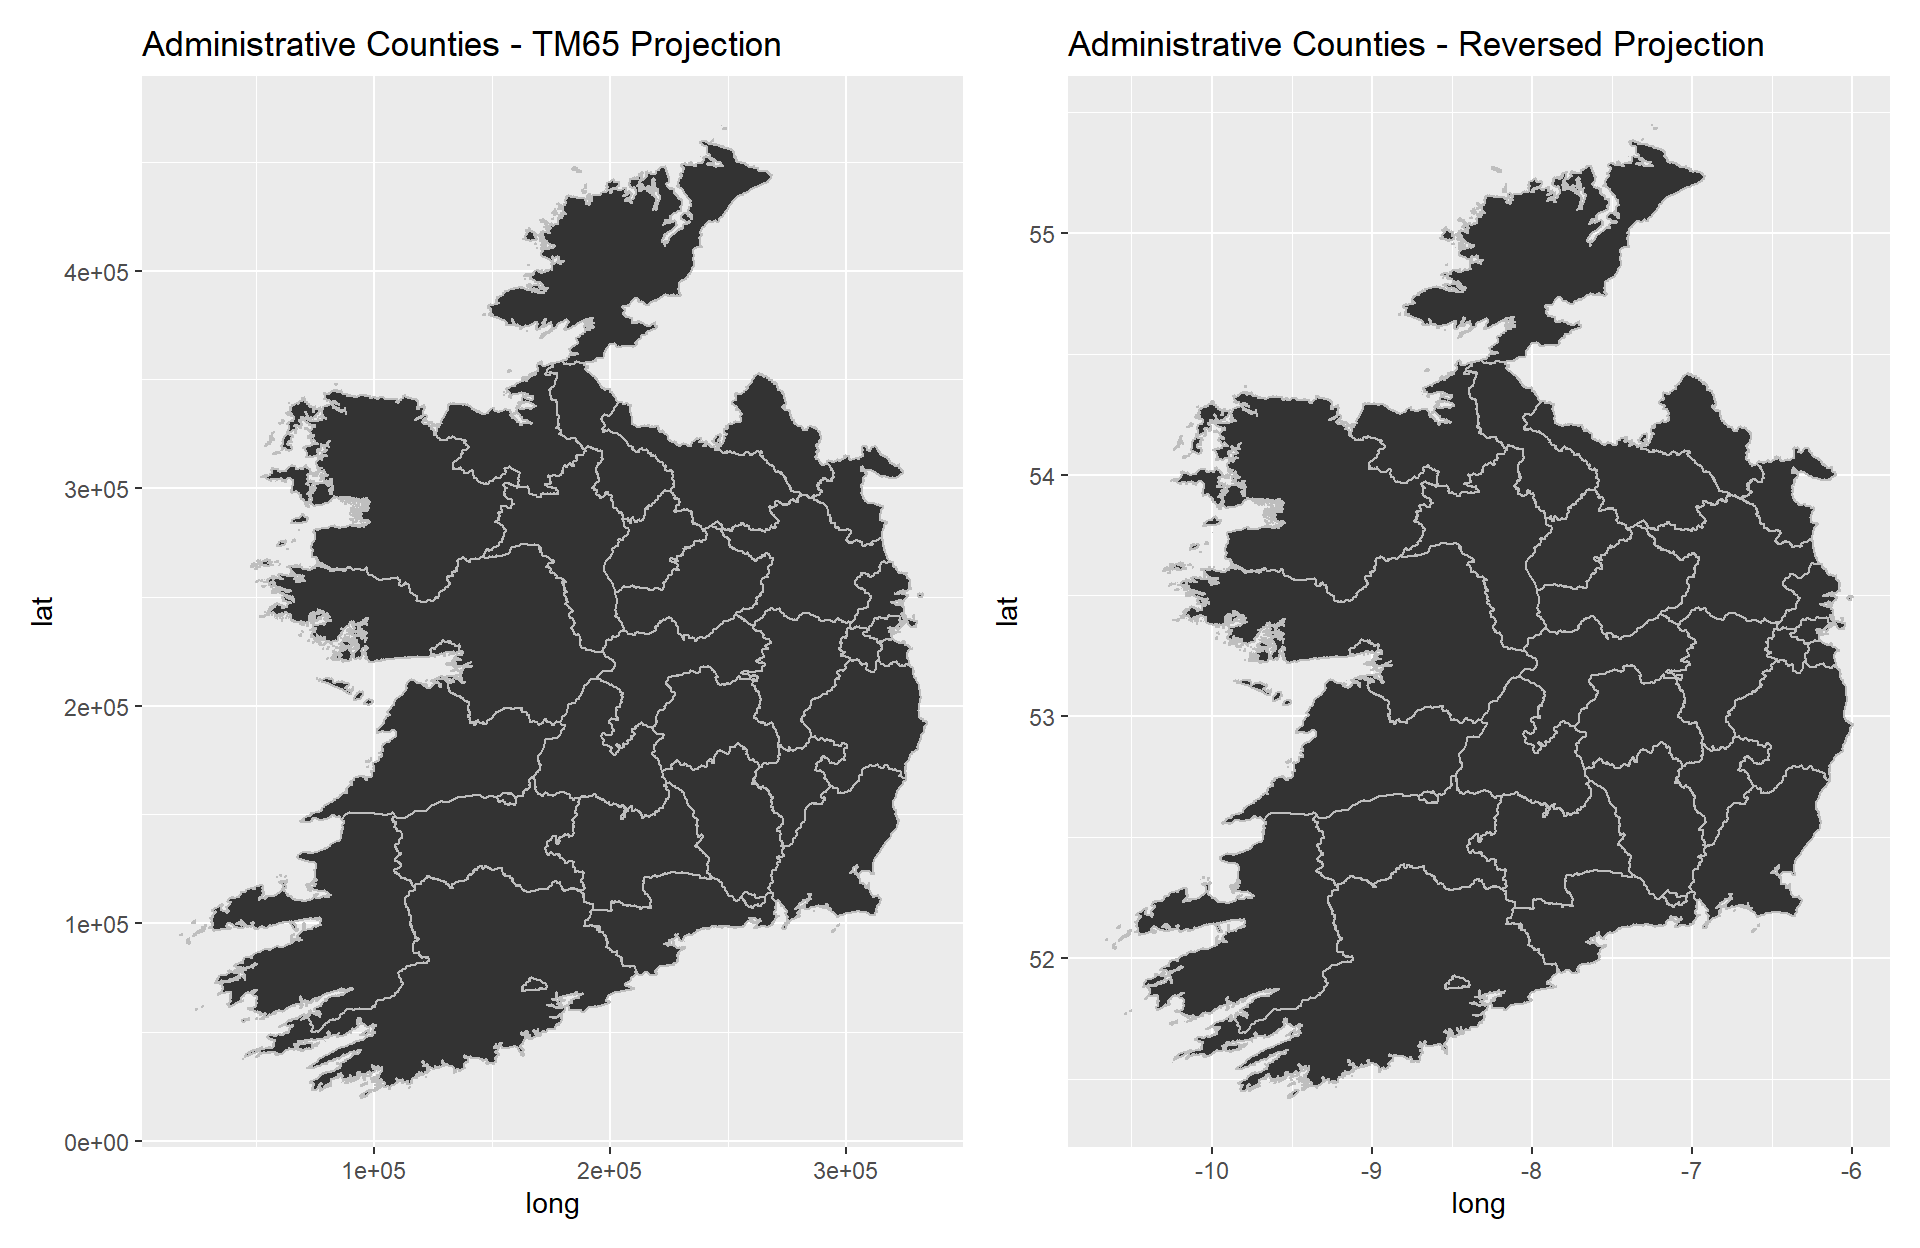 Administrative Counties - TM65 Projection
lat
4e+05
3e+05
2e+05
1e+05
0e+00
1e+05
2e+05
3e+05
long
Administrative Counties - Reversed Projection
lat
55
54
53
52
-10
-9
-8
-7
-6
long